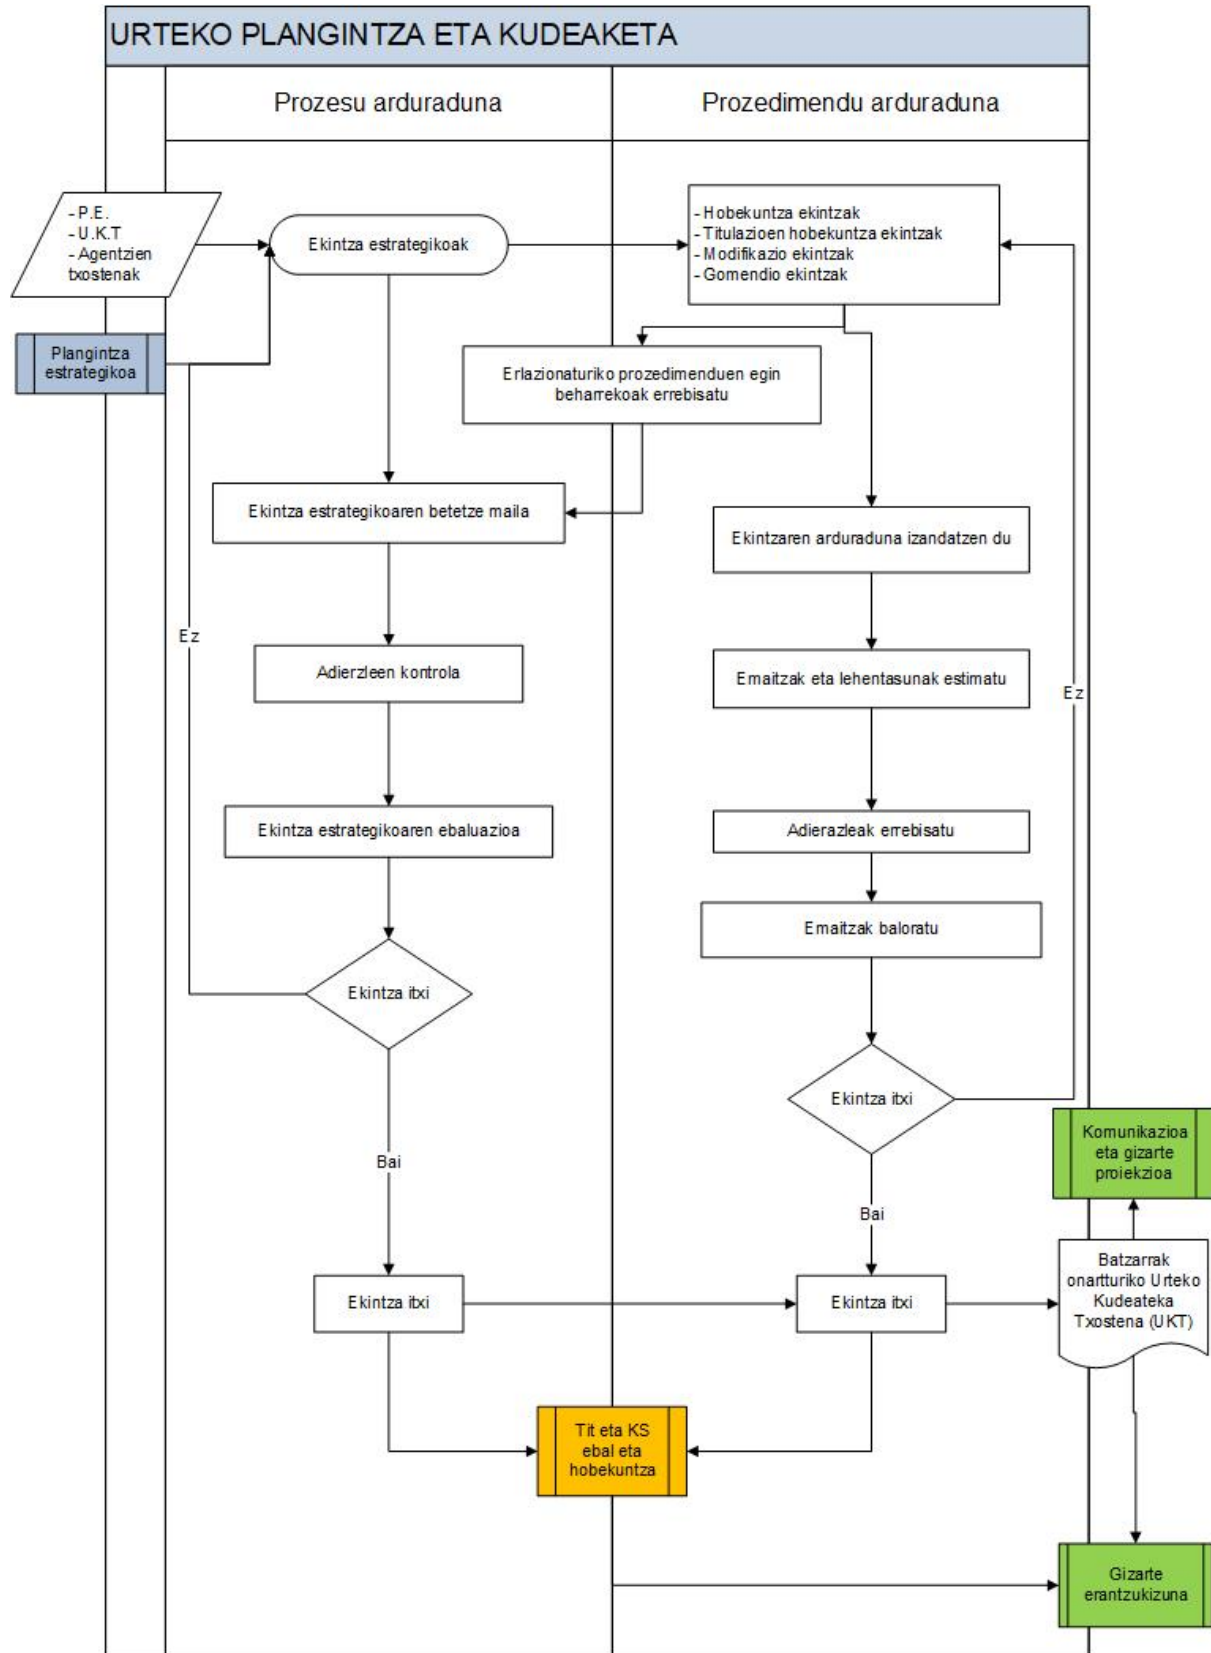 URTEKO PLANGINTZA ETA KUDEAKETA
Prozesu arduraduna
Prozedimendu arduraduna
- P.E.
- U.K.T
- Agentzien
txostenak
Ekintza estrategikoak
- Hobekuntza ekintzak
- Titulazioen hobekuntza ekintzak
- Modifikazio ekintzak
- Gomendio ekintzak
Plangintza
estrategikoa
Erlazionaturiko prozedimenduen egin
beharrekoak errebisatu
Ekintza estrategikoaren betetze maila
Ekintzaren arduraduna izandatzen du
Ez
Adierzleen kontrola
Emaitzak eta lehentasunak estimatu
Ez
Ekintza estrategikoaren ebaluazioa
Adierazleak errebisatu
Emaitzak baloratu
Ekintza itxi
Ekintza itxi
Komunikazioa
eta gizarte
proiekzioa
Bai
Bai
Ekintza itxi
Ekintza itxi
Batzarrak
onartturiko Urteko
Kudeateka
Txostena (UKT)
Tit eta KS
ebal eta
hobekuntza
Gizarte
erantzukizuna